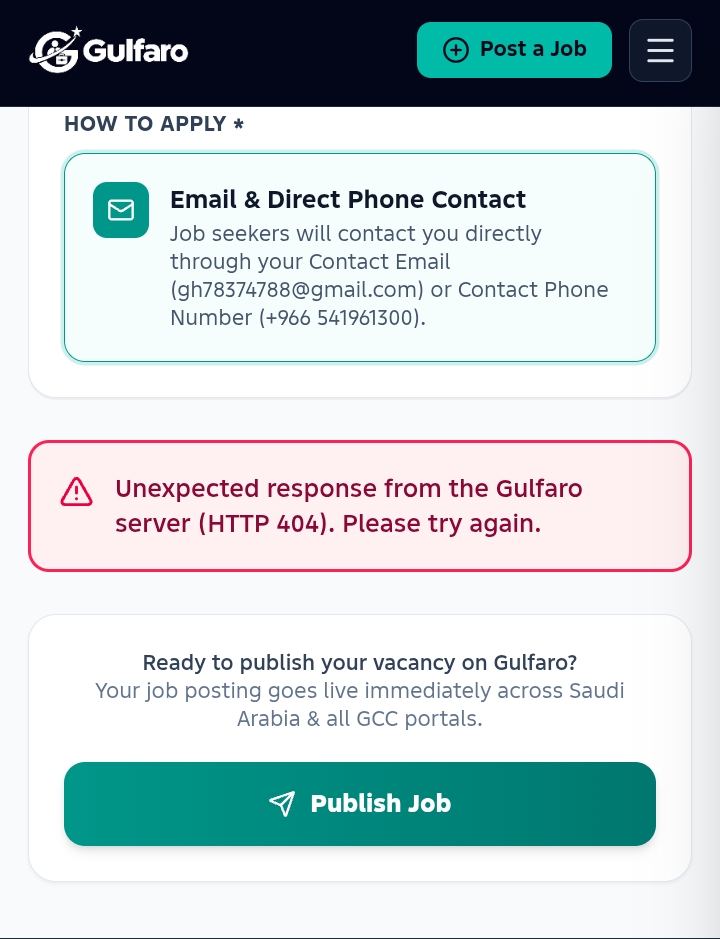 Gulfaro
Post a Job
HOW TO APPLY *
Email & Direct Phone Contact
Job seekers will contact you directly
through your Contact Email
(gh78374788@gmail.com) or Contact Phone
Number (+966 541961300).
Unexpected response from the Gulfaro
server (HTTP 404). Please try again.
Ready to publish your vacancy on Gulfaro?
Your job posting goes live immediately across Saudi
Arabia & all GCC portals.
Publish Job